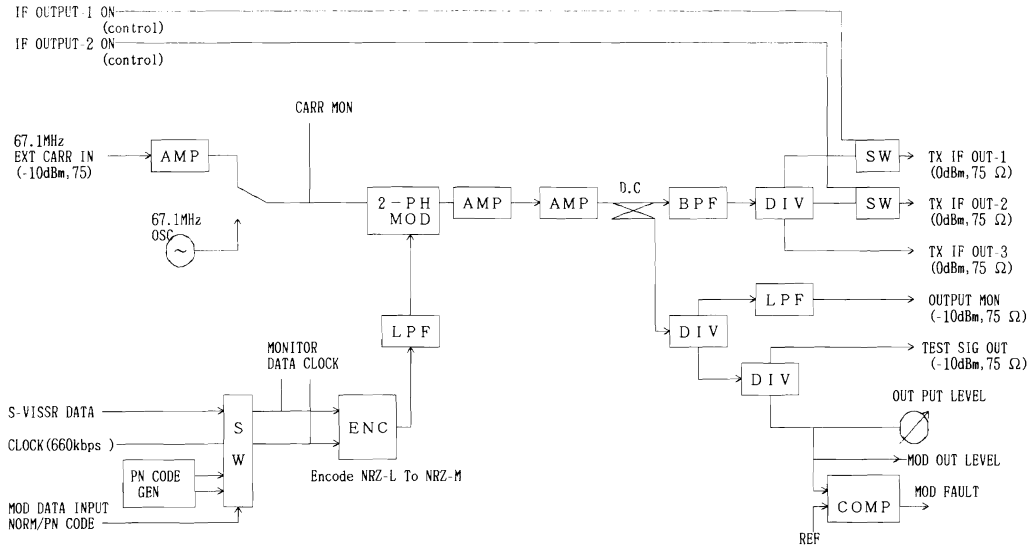 IF OUTPUT-1 ON
(control)
IF OUTPUT-2 ON
(control)
CARR MON
67.1MHz
EXT CARR IN
(-10dBm, 75)
AMP
67.1MHz
OSC
~
2-PH
MOD
AMP
AMP
D.C
BPF
DIV
SW
SW
TX IF OUT-1
(0dBm, 75 Ω)
TX IF OUT-2
(0dBm, 75 Ω)
TX IF OUT-3
(0dBm, 75 Ω)
LPF
OUTPUT MON
(-10dBm, 75 Ω)
DIV
TEST SIG OUT
(-10dBm, 75 Ω)
DIV
LPF
MONITOR
DATA CLOCK
S-VISSR DATA
CLOCK(660kbps )
S
W
ENC
Encode NRZ-L To NRZ-M
PN CODE
GEN
MOD DATA INPUT
NORM/PN CODE
OUT PUT LEVEL
MOD OUT LEVEL
COMP
MOD FAULT
REF